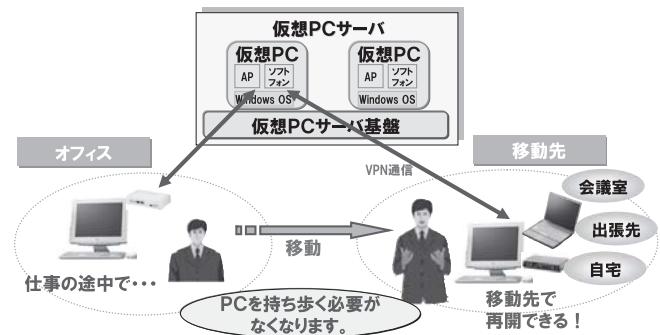 仮想PCサーバ
仮想PC
仮想PC
AP
ソフト
フォン
AP
ソフト
フォン
Windows OS
Windows OS
仮想PCサーバ基盤
オフィス
移動先
VPN通信
会議室
出張先
自宅
移動
仕事の途中で・・・
PCを持ち歩く必要が
なくなります。
移動先で
再開できる！